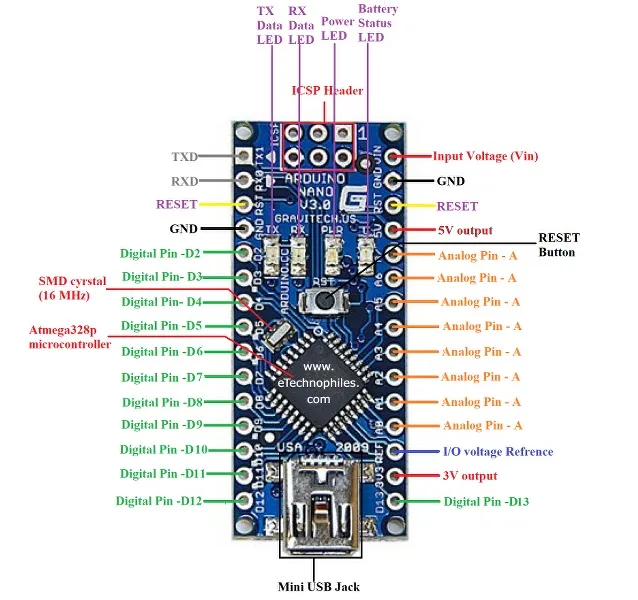 TX
Data
LED
RX
Data
LED
Power
LED
Battery
Status
LED
ICSP Header
ICSP
1
TXD
TX1
VIN
Input Voltage (Vin)
RXD
RX0
ARDUINO
NANO
V3.0
GRAVITECH.US
G
GND
GND
RESET
RST
RST
RESET
GND
GND
5V output
TX
RX
PWR
L
Digital Pin -D2
D2
Analog Pin - A
RESET
Button
Digital Pin- D3
D3
A6
Analog Pin - A
ARDUINO.CC
RST
SMD cyrstal
(16 MHz)
Digital Pin- D4
D4
A5
Analog Pin - A
Digital Pin -D5
D5
A4
Analog Pin - A
Atmega328p
microcontroller
Digital Pin -D6
D6
A3
Analog Pin - A
www.
eTechnophiles.
com
Digital Pin -D7
D7
A2
Analog Pin - A
Digital Pin -D8
D8
A1
Analog Pin - A
Digital Pin -D9
D9
A0
Analog Pin - A
Digital Pin -D10
D10
USA
2009
REF
I/O voltage Refrence
Digital Pin -D11
D11
3V3
3V output
Digital Pin -D12
D12
D13
Digital Pin -D13
Mini USB Jack